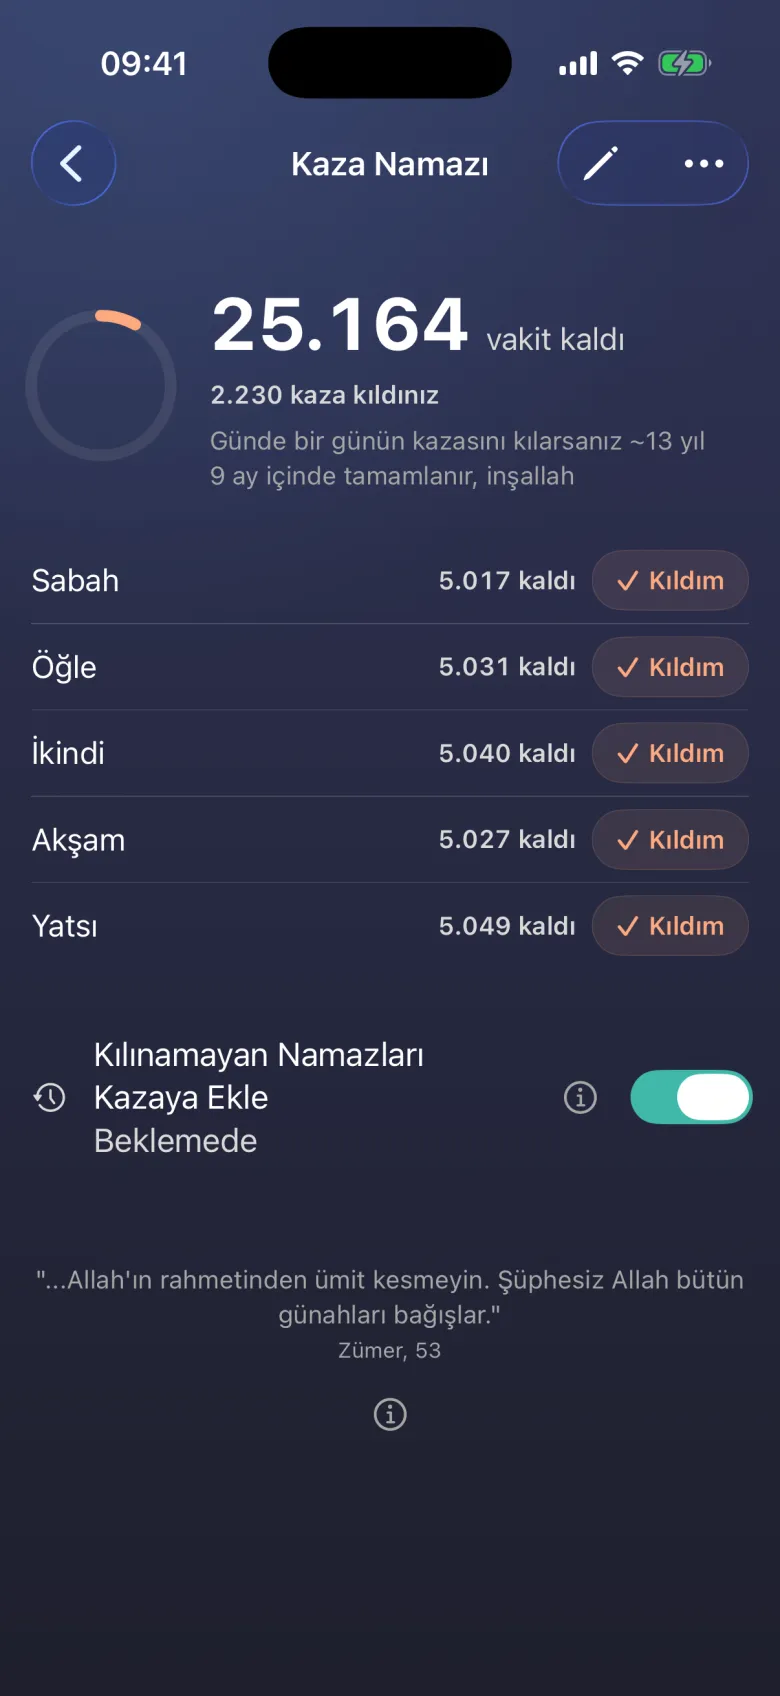 09:41
Kaza Namazı
25.164 vakit kaldı
2.230 kaza kıldınız
Günde bir günün kazasını kılarsanız ~13 yıl
9 ay içinde tamamlanır, inşallah
Sabah 5.017 kaldı ✓ Kıldım
Öğle 5.031 kaldı ✓ Kıldım
İkindi 5.040 kaldı ✓ Kıldım
Akşam 5.027 kaldı ✓ Kıldım
Yatsı 5.049 kaldı ✓ Kıldım
Kılınamayan Namazları
Kazaya Ekle
Beklemede
"...Allah'ın rahmetinden ümit kesmeyin. Şüphesiz Allah bütün
günahları bağışlar."
Zümer, 53